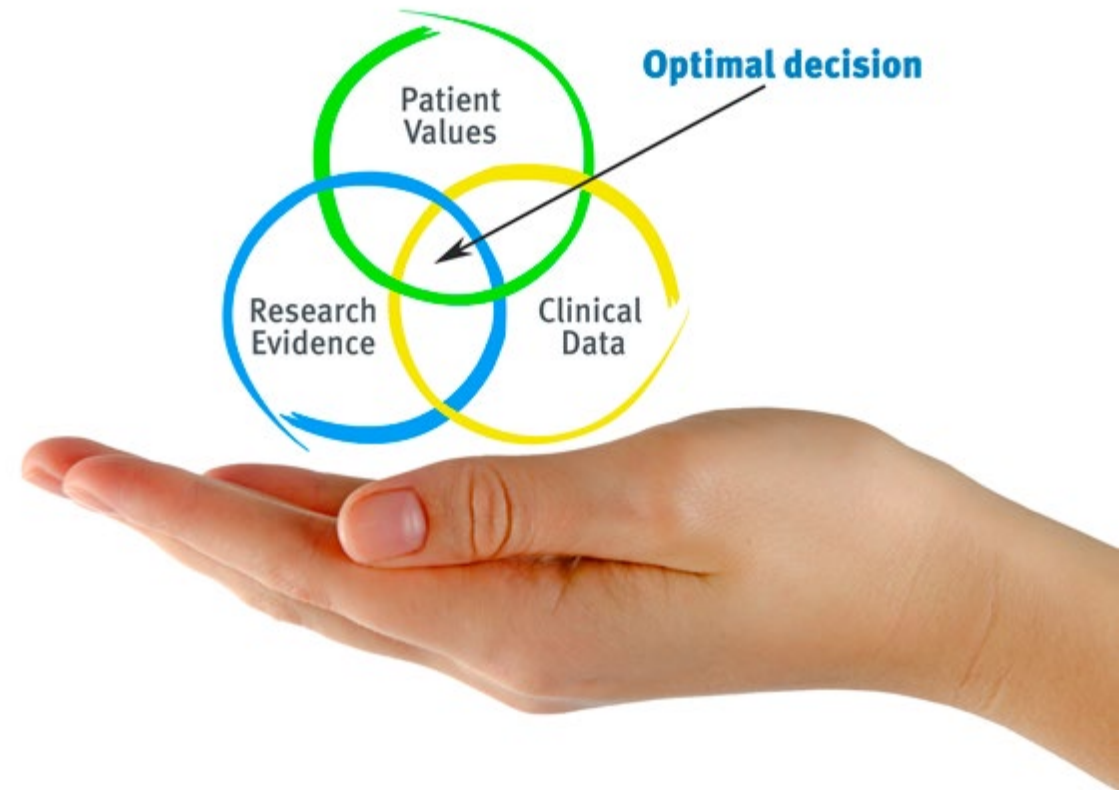 Optimal decision
Patient
Values
Research
Evidence
Clinical
Data